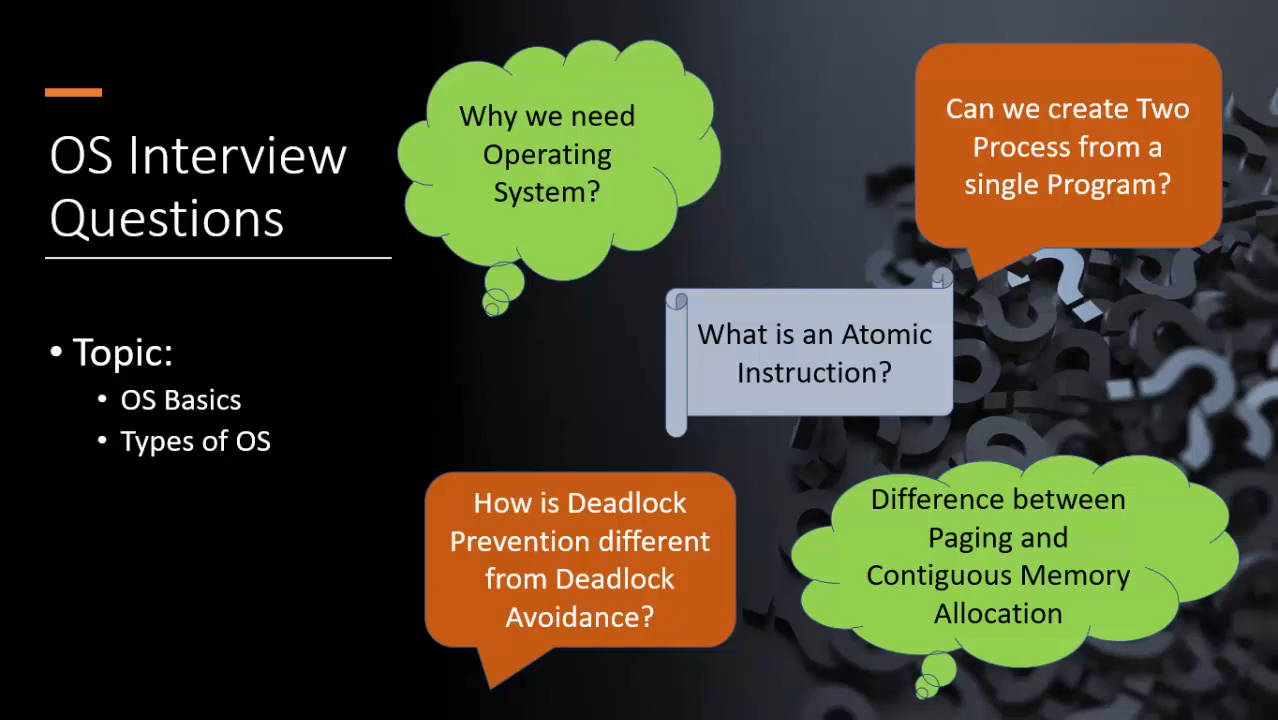 OS Interview
Questions
• Topic:
• OS Basics
• Types of OS
Why we need
Operating
System?
Can we create Two
Process from a
single Program?
What is an Atomic
Instruction?
How is Deadlock
Prevention different
from Deadlock
Avoidance?
Difference between
Paging and
Contiguous Memory
Allocation